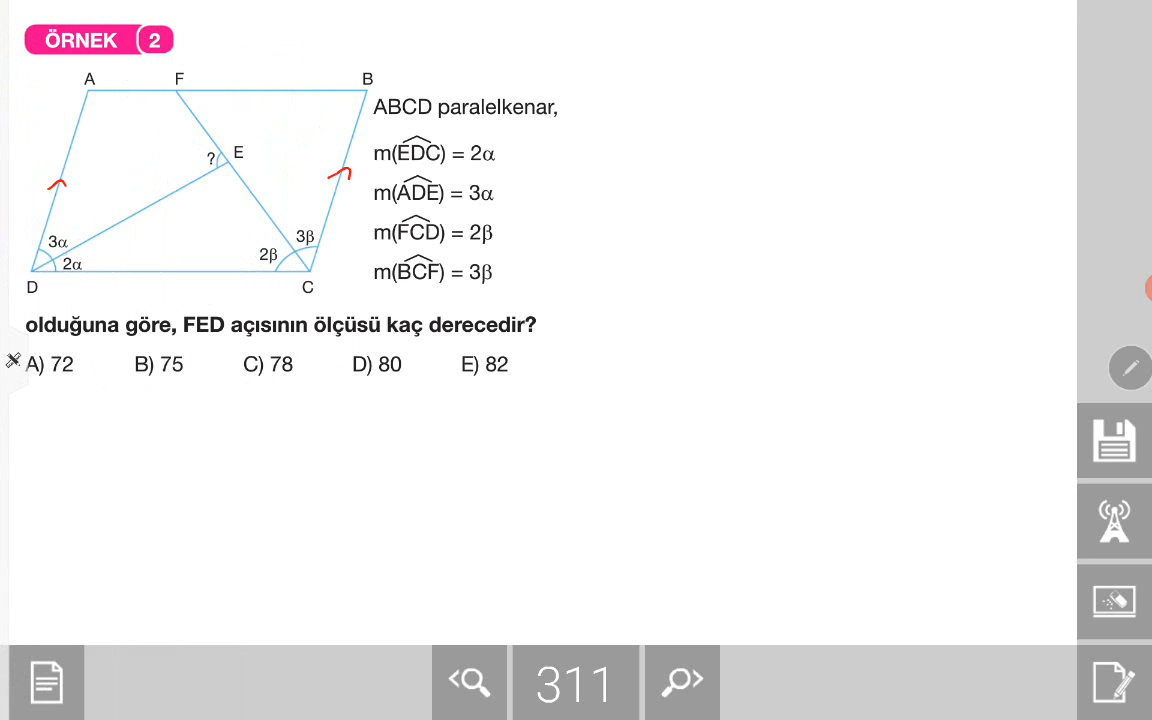 ÖRNEK 2
A F B
ABCD paralelkenar,
? E
m(EDC) = 2α
m(ADE) = 3α
m(FCD) = 2β
m(BCF) = 3β
3α 2β 3β
2α
D C
olduğuna göre, FED açısının ölçüsü kaç derecedir?
A) 72 B) 75 C) 78 D) 80 E) 82
311